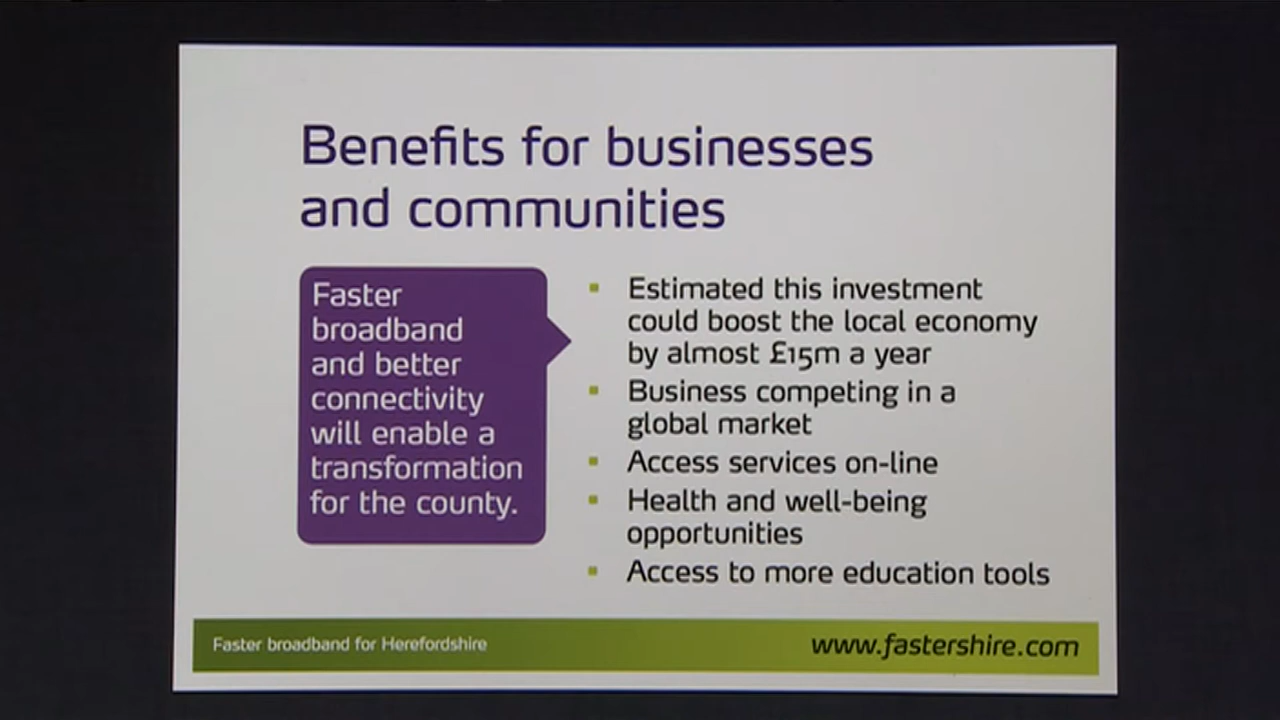 Benefits for businesses
and communities
Faster
broadband
and better
connectivity
will enable a
transformation
for the county.
▪ Estimated this investment
could boost the local economy
by almost £15m a year
▪ Business competing in a
global market
▪ Access services on-line
▪ Health and well-being
opportunities
▪ Access to more education tools
Faster broadband for Herefordshire
www.fastershire.com